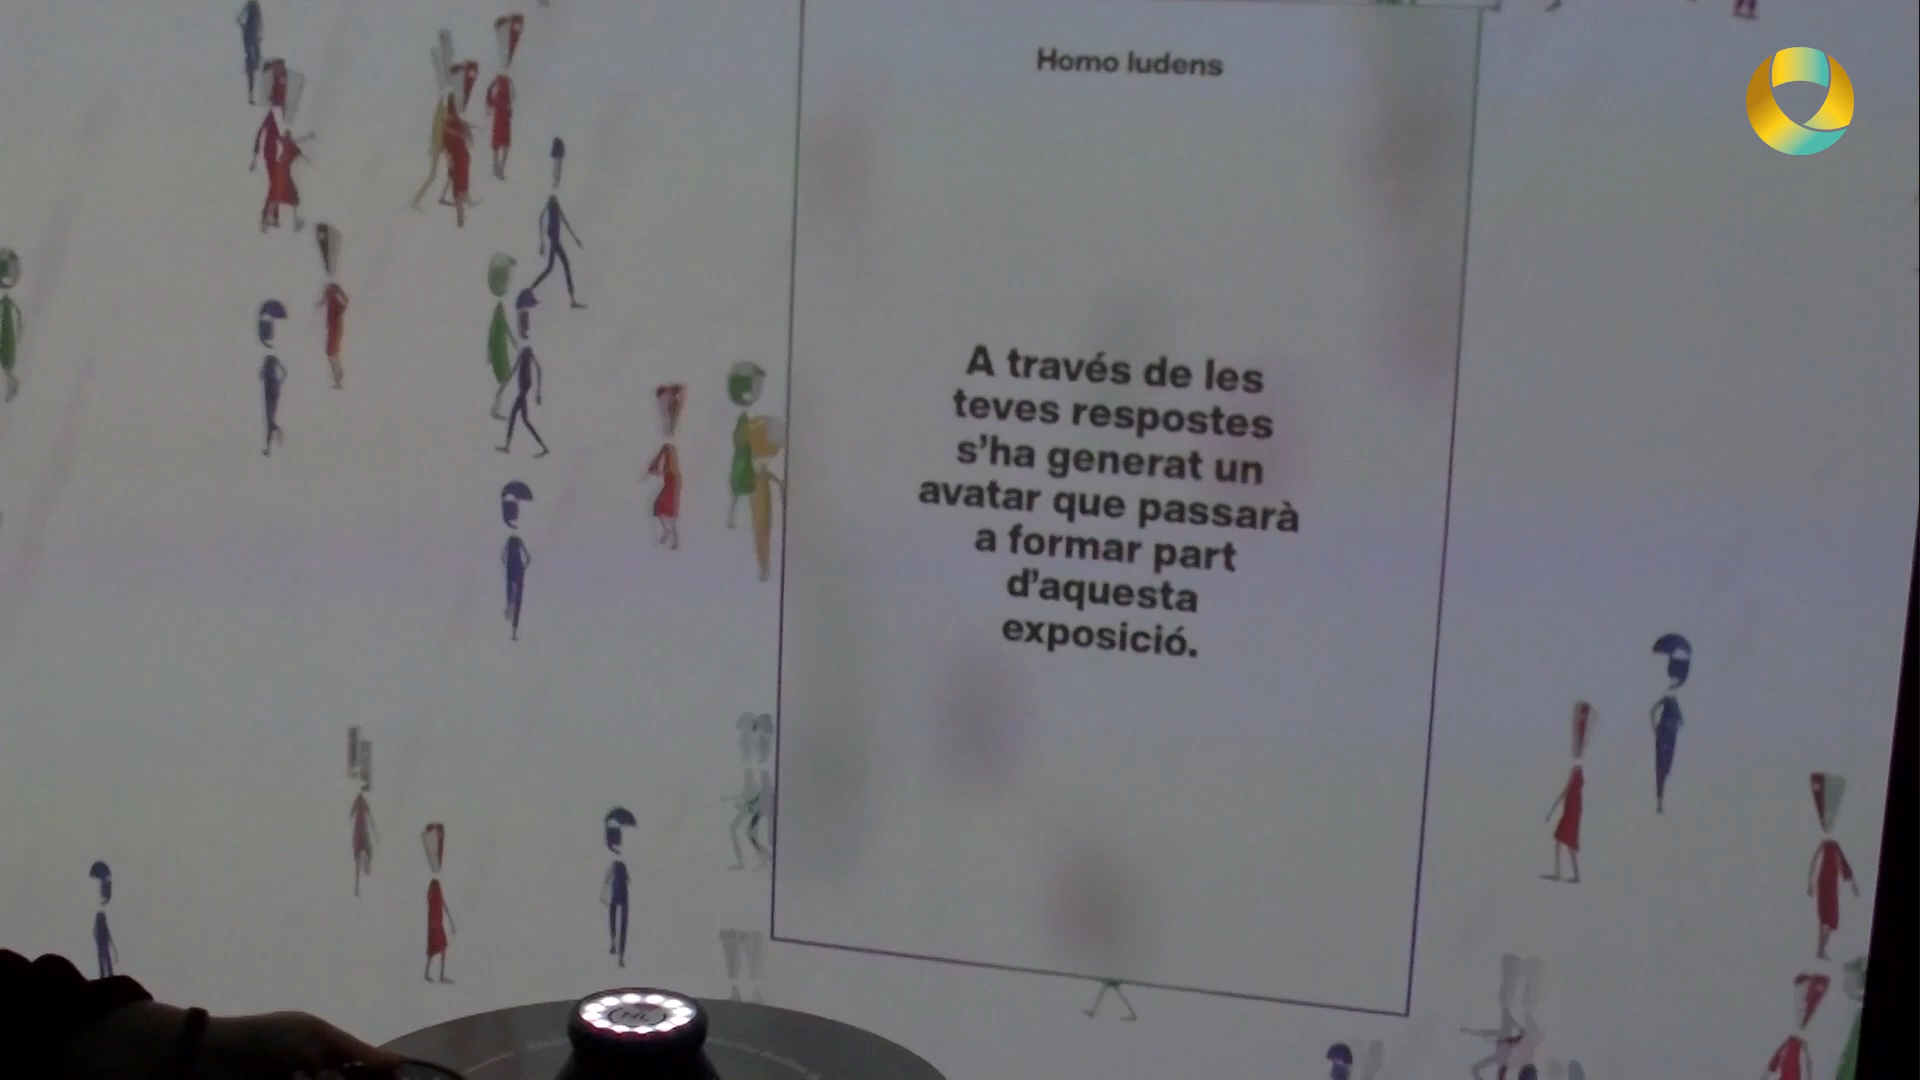 Homo ludens
A través de les
teves respostes
s'ha generat un
avatar que passarà
a formar part
d'aquesta
exposició.